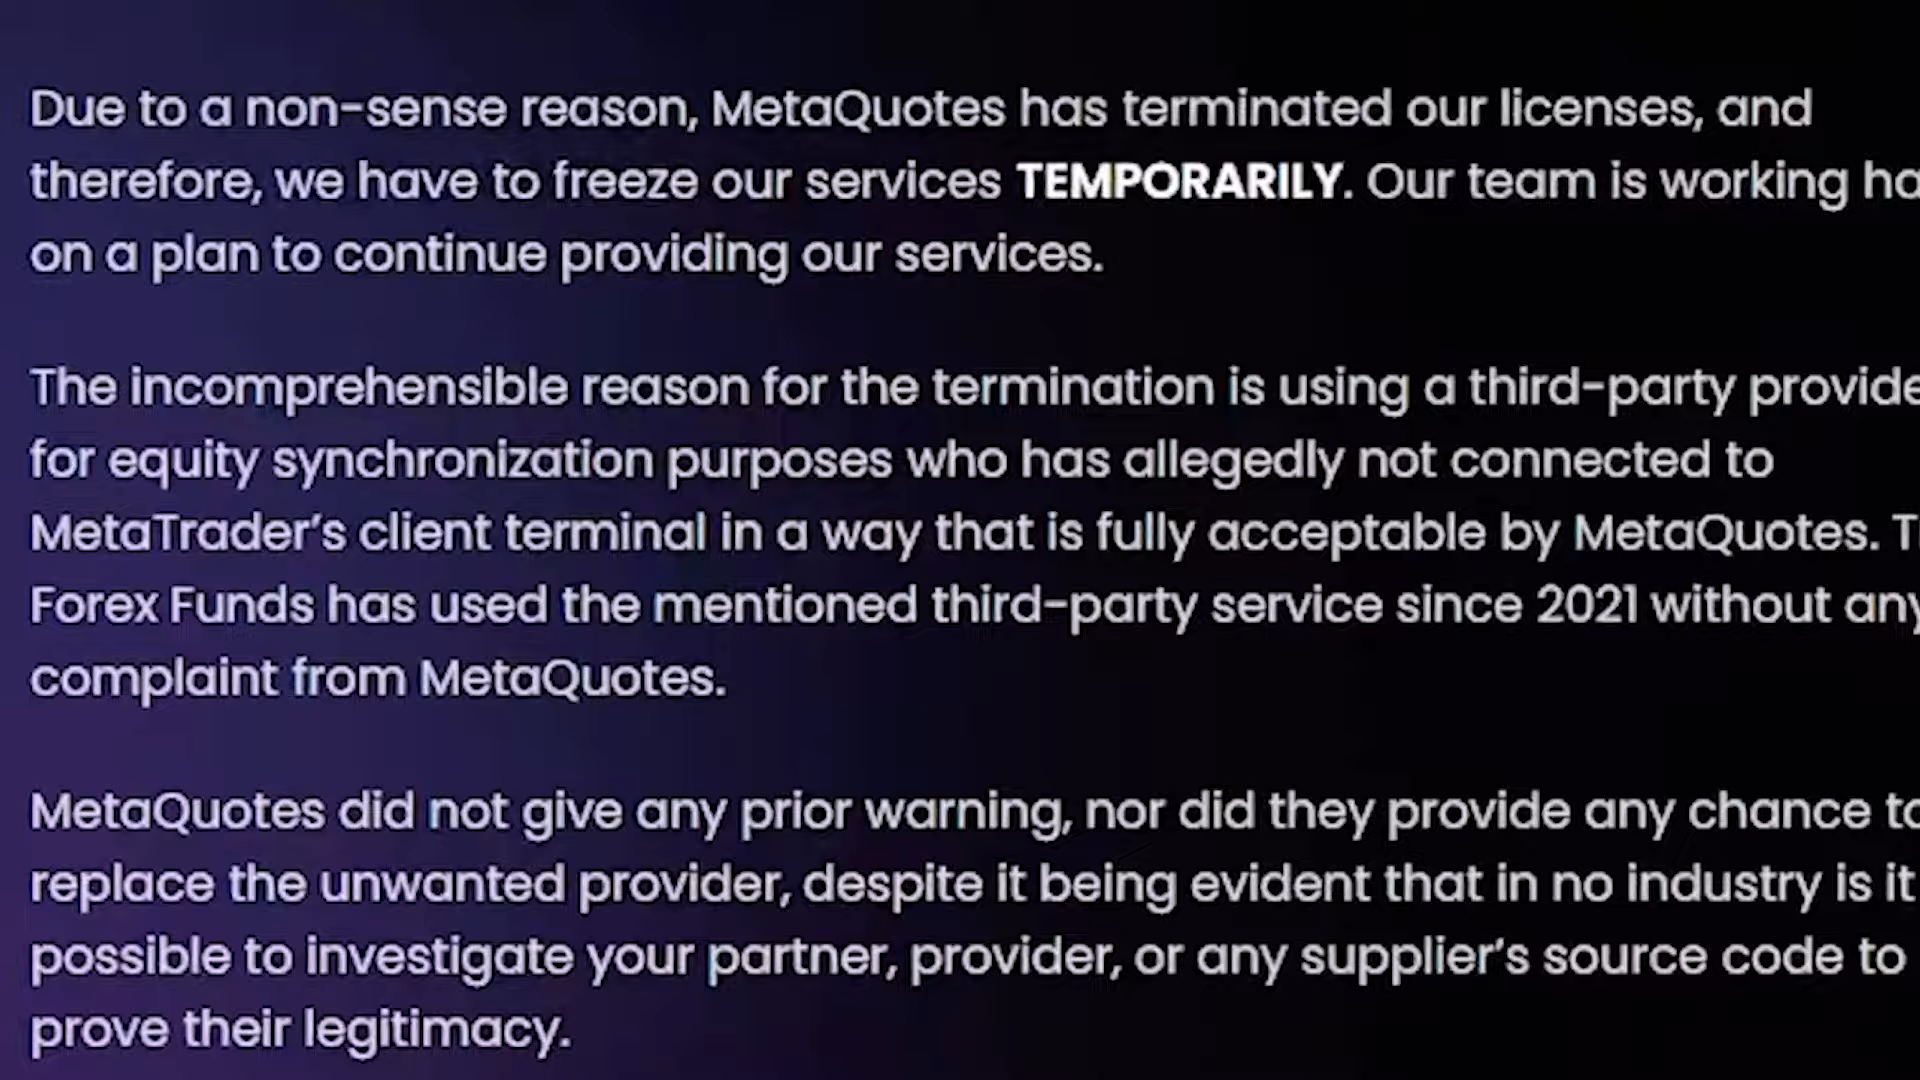 Due to a non-sense reason, MetaQuotes has terminated our licenses, and
therefore, we have to freeze our services TEMPORARILY. Our team is working ha
on a plan to continue providing our services.
The incomprehensible reason for the termination is using a third-party provide
for equity synchronization purposes who has allegedly not connected to
MetaTrader's client terminal in a way that is fully acceptable by MetaQuotes. T
Forex Funds has used the mentioned third-party service since 2021 without any
complaint from MetaQuotes.
MetaQuotes did not give any prior warning, nor did they provide any chance to
replace the unwanted provider, despite it being evident that in no industry is it
possible to investigate your partner, provider, or any supplier's source code to
prove their legitimacy.